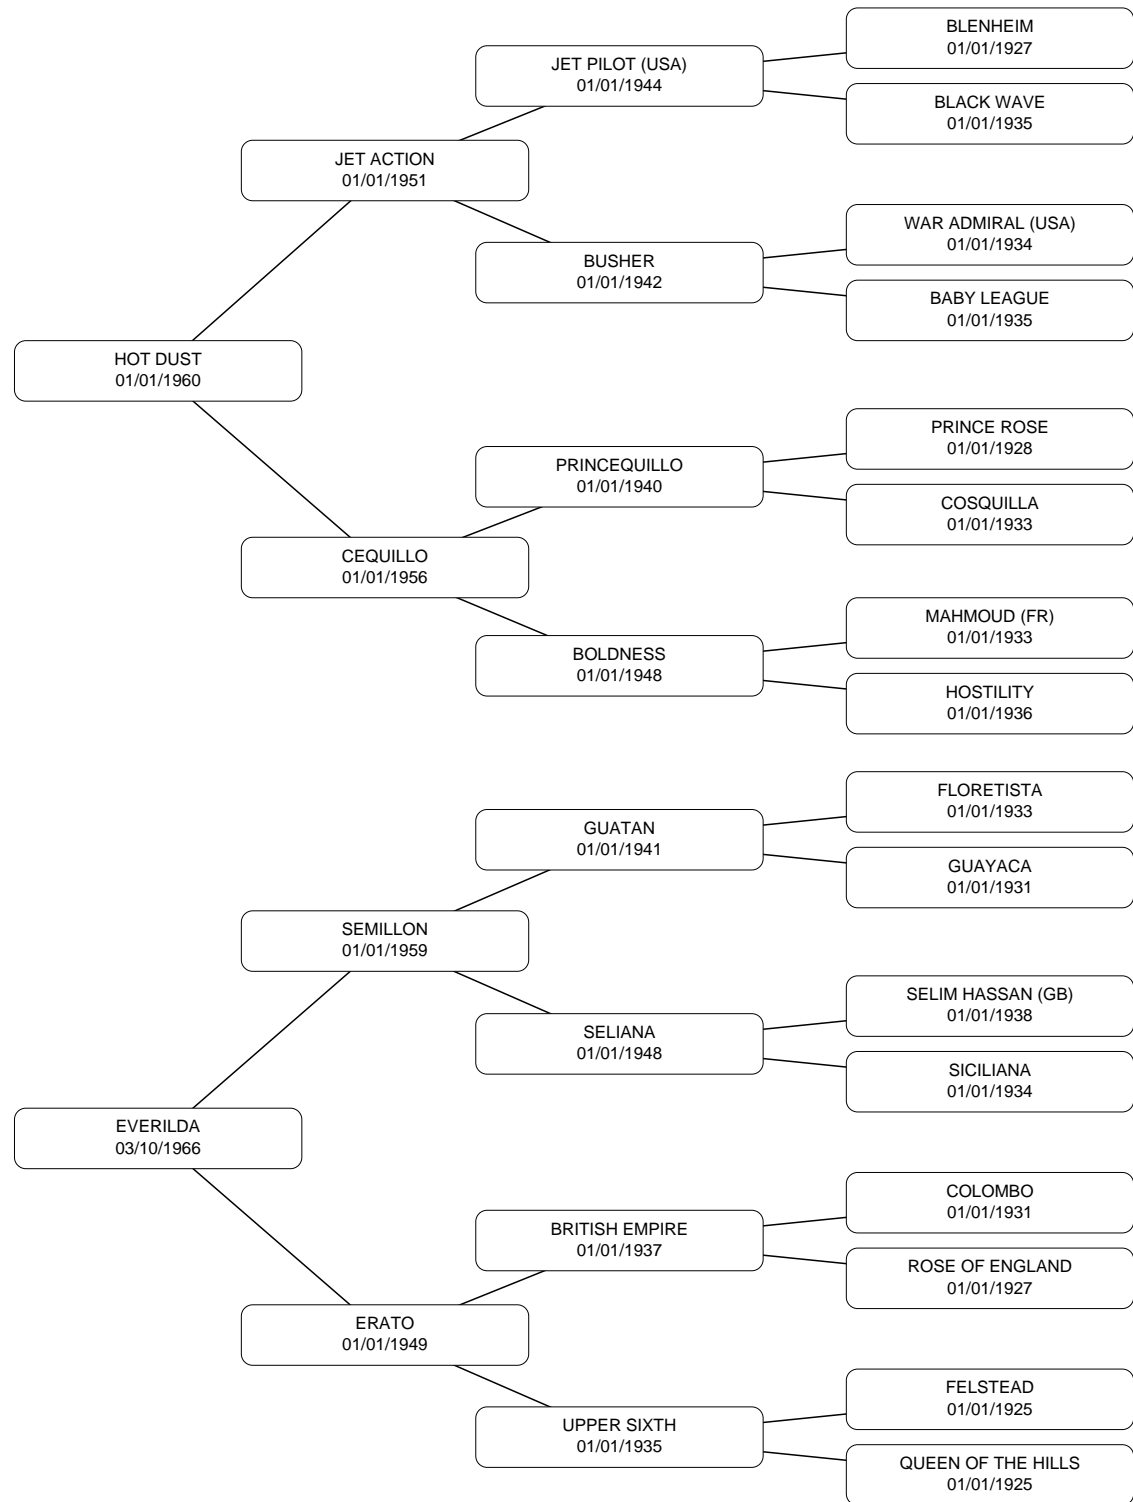 BLENHEIM
01/01/1927
JET PILOT (USA)
01/01/1944
BLACK WAVE
01/01/1935
JET ACTION
01/01/1951
WAR ADMIRAL (USA)
01/01/1934
BUSHER
01/01/1942
BABY LEAGUE
01/01/1935
HOT DUST
01/01/1960
PRINCE ROSE
01/01/1928
PRINCEQUILLO
01/01/1940
COSQUILLA
01/01/1933
CEQUILLO
01/01/1956
MAHMOUD (FR)
01/01/1933
BOLDNESS
01/01/1948
HOSTILITY
01/01/1936
FLORETISTA
01/01/1933
GUATAN
01/01/1941
GUAYACA
01/01/1931
SEMILLON
01/01/1959
SELIM HASSAN (GB)
01/01/1938
SELIANA
01/01/1948
SICILIANA
01/01/1934
EVERILDA
03/10/1966
COLOMBO
01/01/1931
BRITISH EMPIRE
01/01/1937
ROSE OF ENGLAND
01/01/1927
ERATO
01/01/1949
FELSTEAD
01/01/1925
UPPER SIXTH
01/01/1935
QUEEN OF THE HILLS
01/01/1925